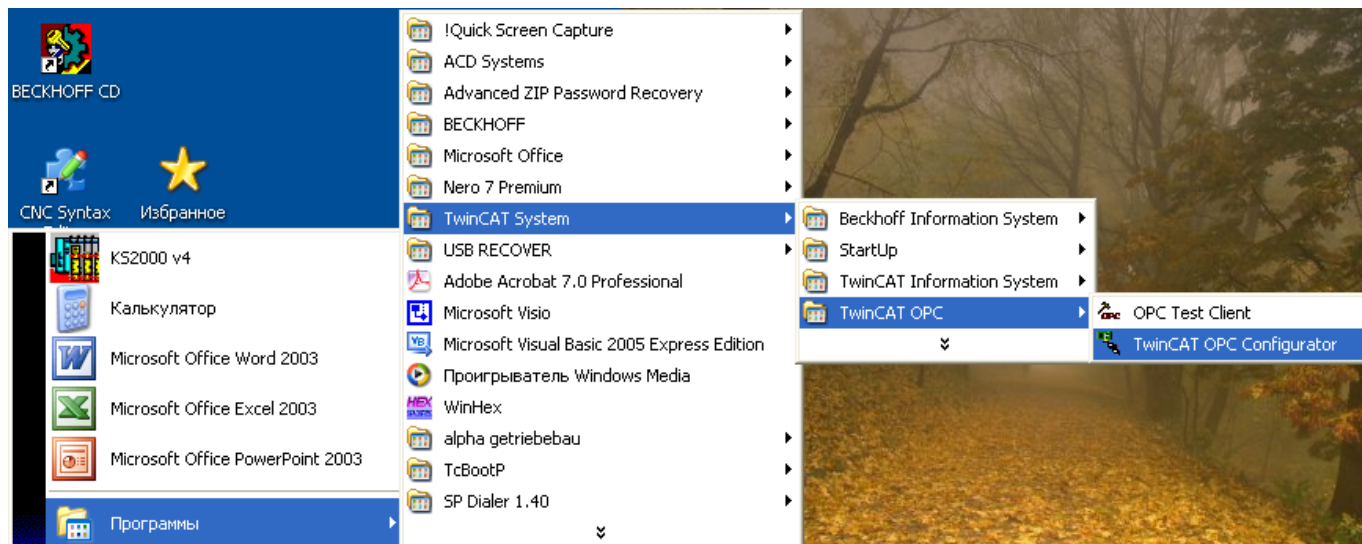 BECKHOFF CD
CNC Syntax
Избранное
KS2000 v4
Калькулятор
Microsoft Office Word 2003
Microsoft Office Excel 2003
Microsoft Office PowerPoint 2003
Программы
!Quick Screen Capture
ACD Systems
Advanced ZIP Password Recovery
BECKHOFF
Microsoft Office
Nero 7 Premium
TwinCAT System
USB RECOVER
Adobe Acrobat 7.0 Professional
Microsoft Visio
Microsoft Visual Basic 2005 Express Edition
Проигрыватель Windows Media
WinHex
alpha getriebebau
TcBootP
SP Dialer 1.40
Beckhoff Information System
StartUp
TwinCAT Information System
TwinCAT OPC
OPC Test Client
TwinCAT OPC Configurator